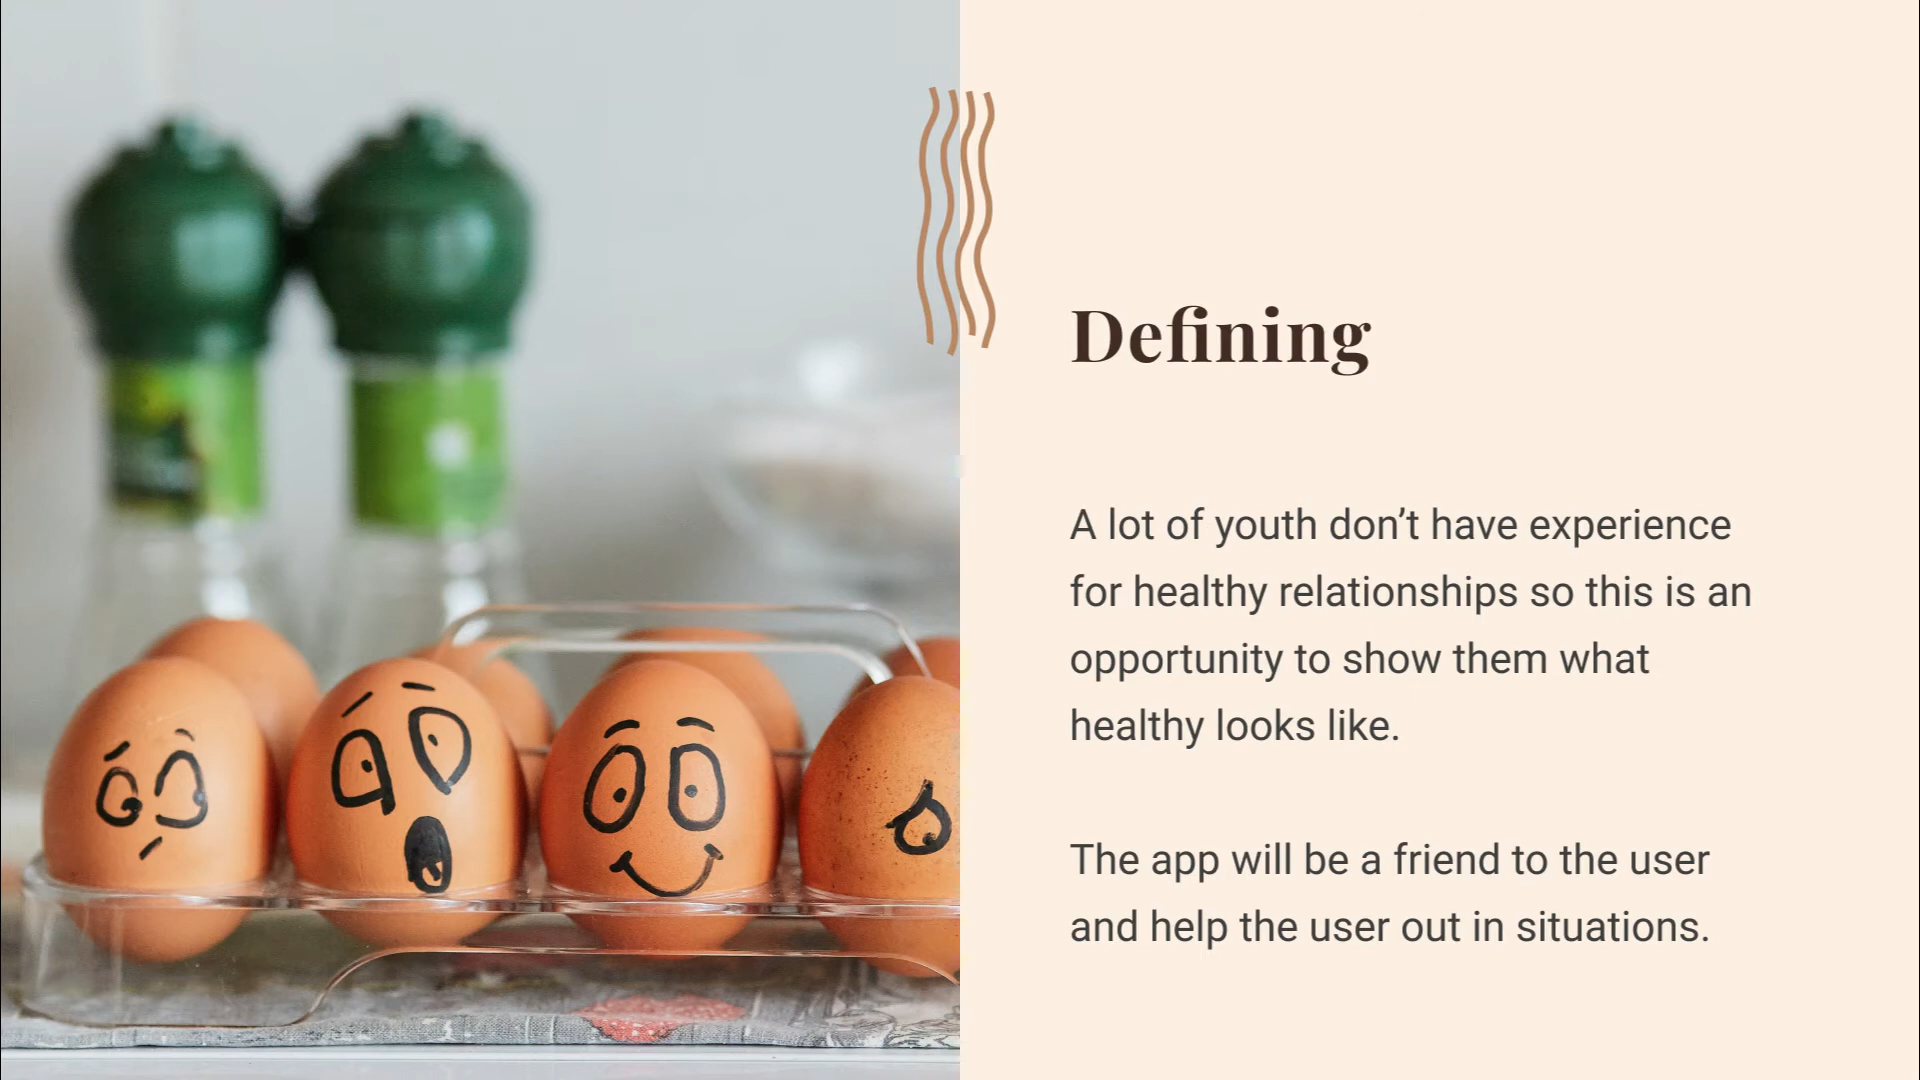 Defining
A lot of youth don’t have experience
for healthy relationships so this is an
opportunity to show them what
healthy looks like.
The app will be a friend to the user
and help the user out in situations.